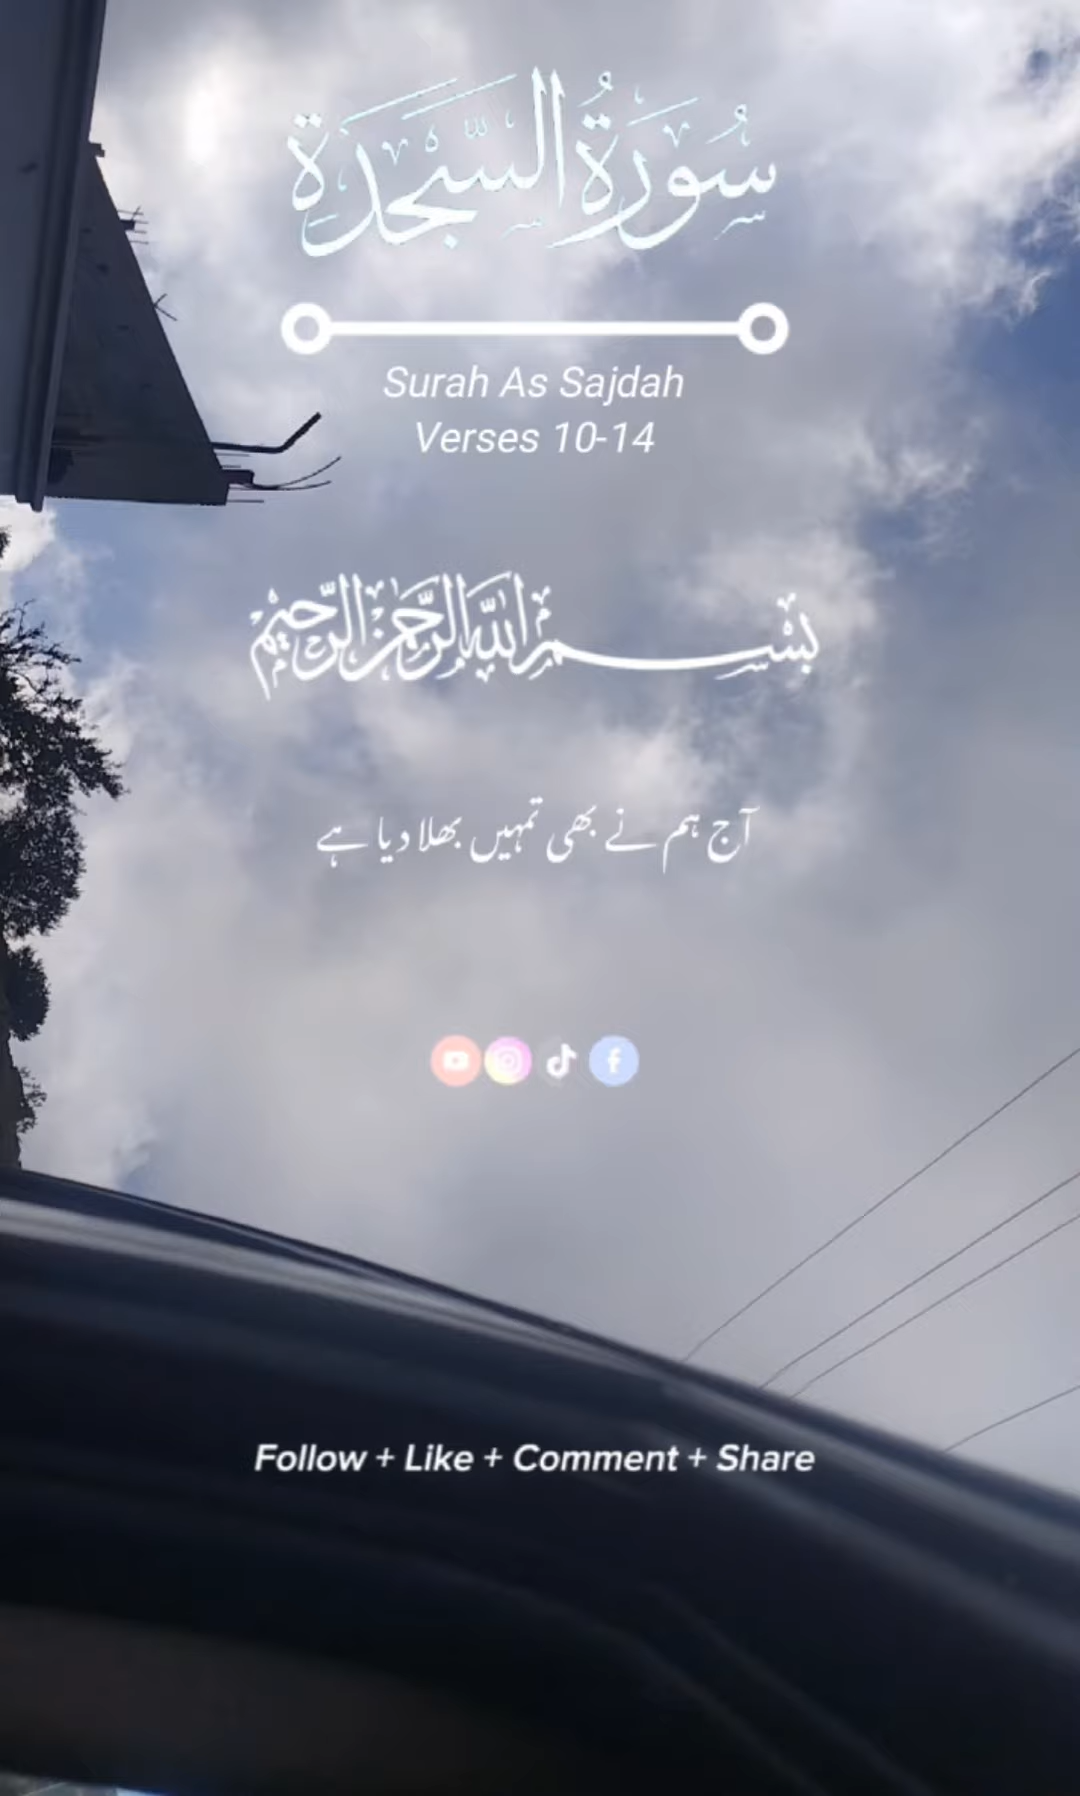 سُورَةُ السَّجْدَةِ
Surah As Sajdah
Verses 10-14
بِسْمِ اللَّهِ الرَّحْمَٰنِ الرَّحِيمِ
آج ہم نے بھی تمہیں بھلا دیا ہے
Follow + Like + Comment + Share